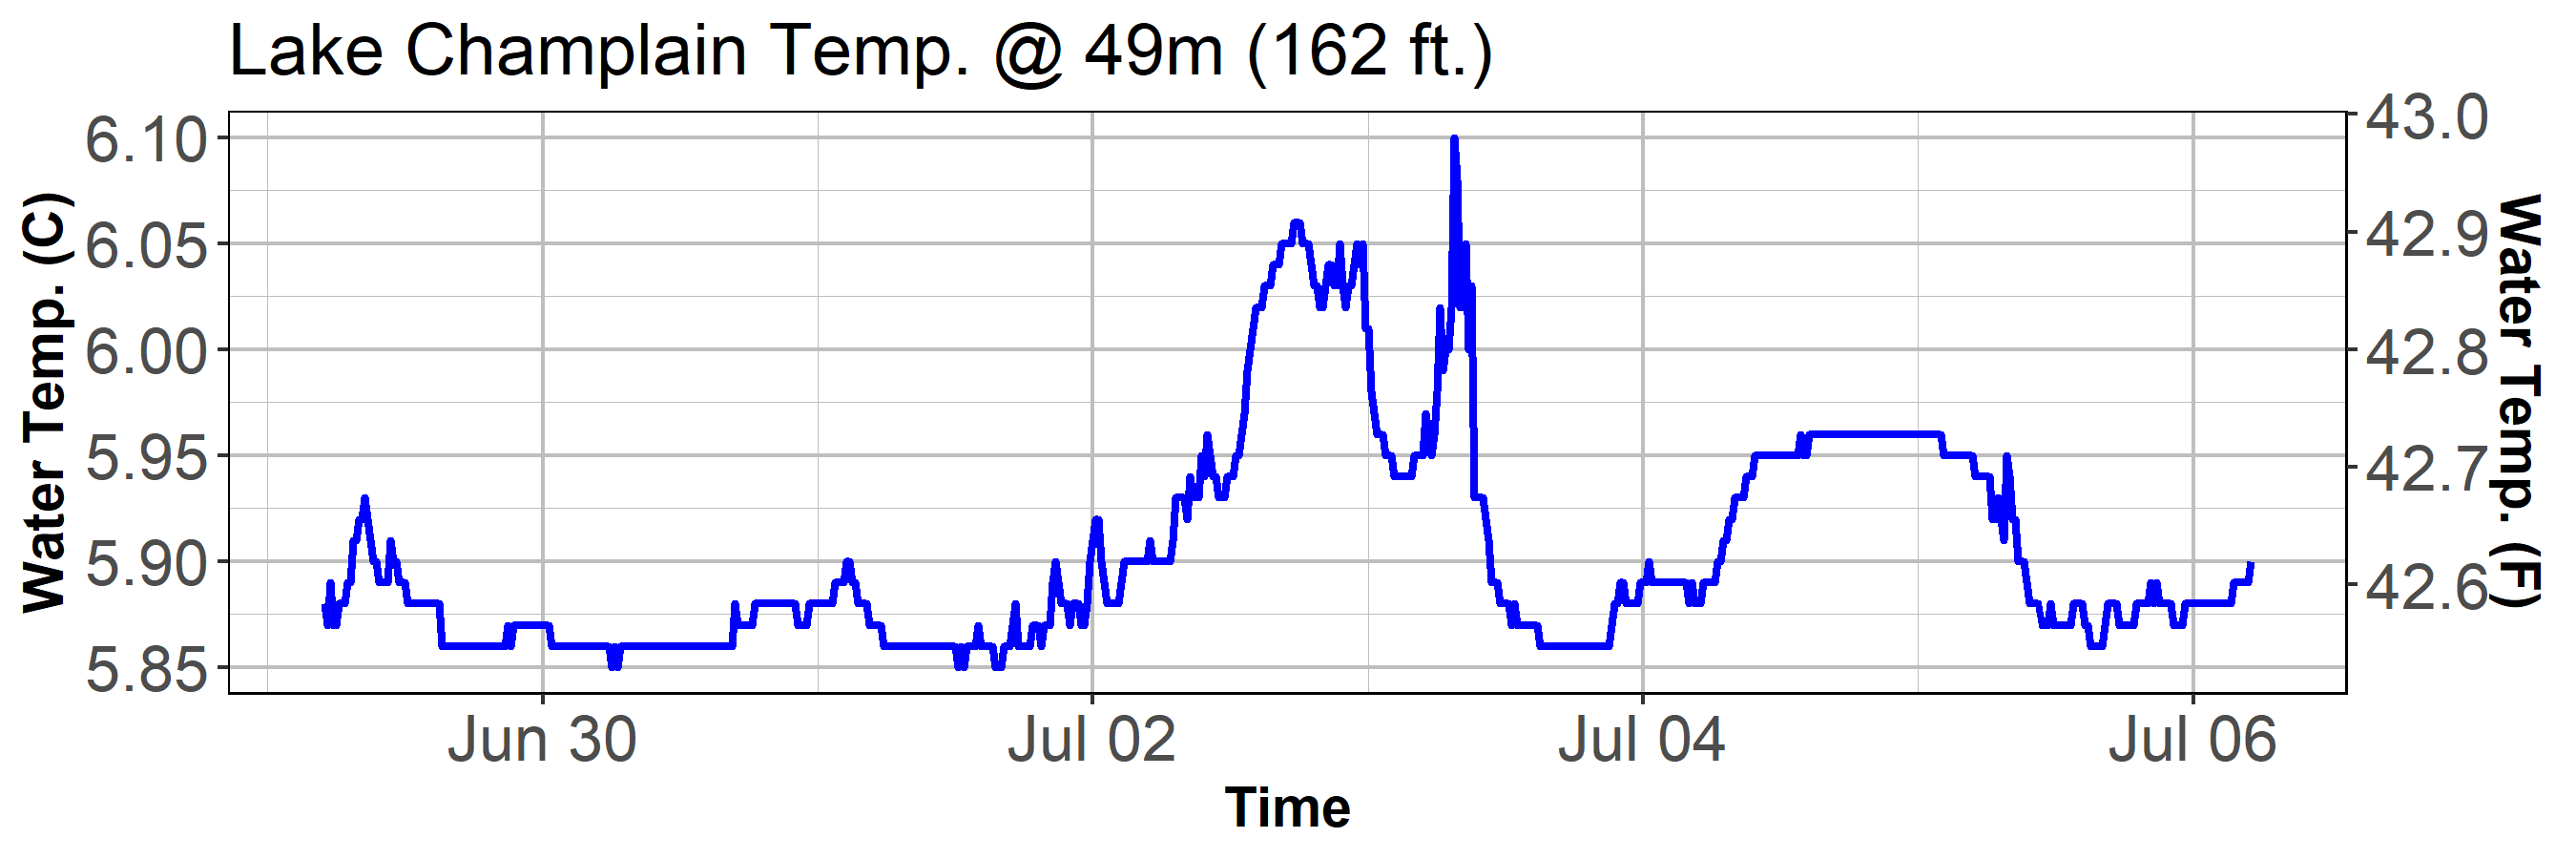 Lake Champlain Temp. @ 49m (162 ft.)
Water Temp. (C)
6.10
6.05
6.00
5.95
5.90
5.85
43.0
42.9
42.8
42.7
42.6
Water Temp. (F)
Jun 30
Jul 02
Jul 04
Jul 06
Time